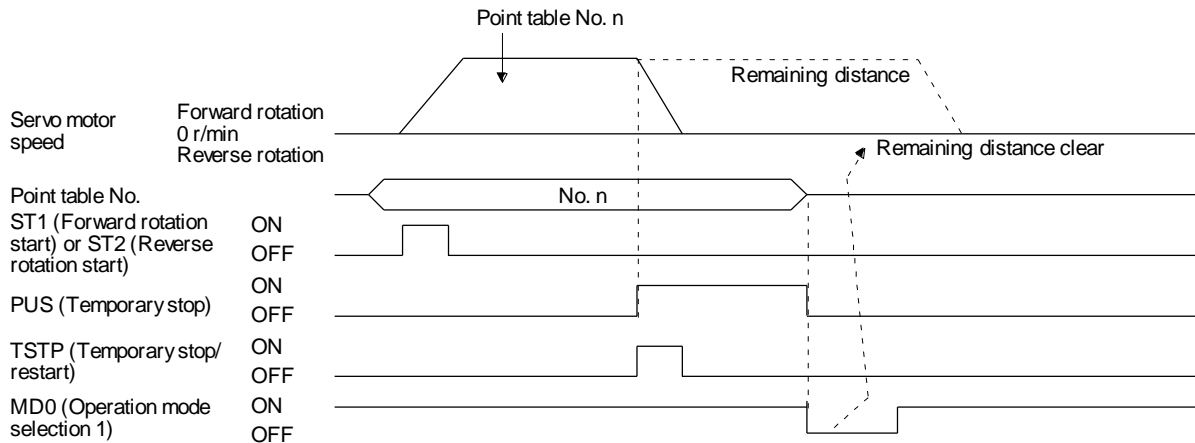 Point table No. n
Remaining distance
Servo motor
speed
Forward rotation
0 r/min
Reverse rotation
Remaining distance clear
Point table No.
No. n
ST1 (Forward rotation
start) or ST2 (Reverse
rotation start)
ON
OFF
PUS (Temporary stop)
ON
OFF
TSTP (Temporary stop/
restart)
ON
OFF
MD0 (Operation mode
selection 1)
ON
OFF